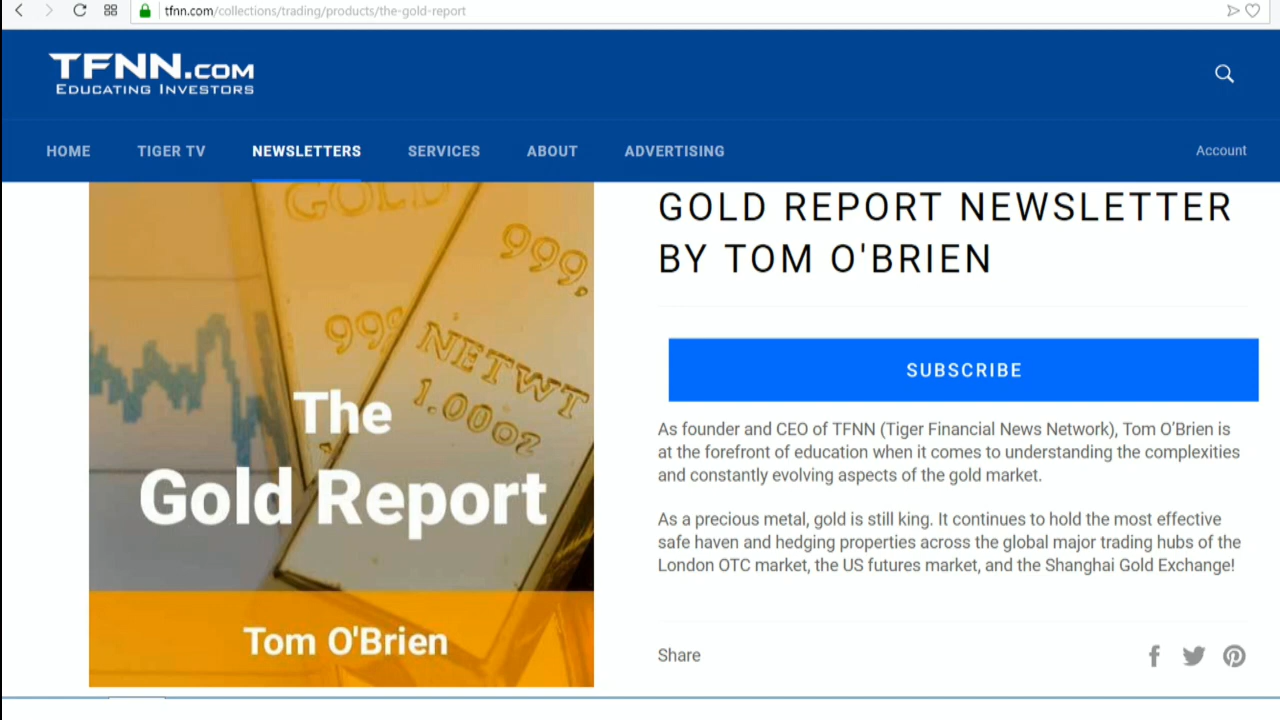 tfnn.com/collections/trading/products/the-gold-report
TFNN.COM
EDUCATING INVESTORS
HOME TIGER TV NEWSLETTERS SERVICES ABOUT ADVERTISING Account
GOLD
999.
999
NETWT
1.00oz
The
Gold Report
Tom O'Brien
GOLD REPORT NEWSLETTER
BY TOM O'BRIEN
SUBSCRIBE
As founder and CEO of TFNN (Tiger Financial News Network), Tom O’Brien is
at the forefront of education when it comes to understanding the complexities
and constantly evolving aspects of the gold market.
As a precious metal, gold is still king. It continues to hold the most effective
safe haven and hedging properties across the global major trading hubs of the
London OTC market, the US futures market, and the Shanghai Gold Exchange!
Share